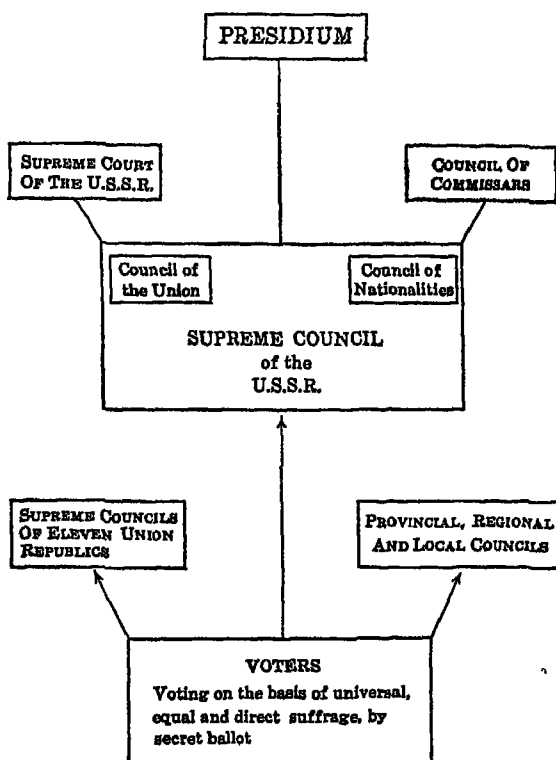 PRESIDIUM
SUPREME COURT
OF THE U.S.S.R.
COUNCIL OF
COMMISSARS
Council of
the Union
Council of
Nationalities
SUPREME COUNCIL
of the
U.S.S.R.
SUPREME COUNCILS
OF ELEVEN UNION
REPUBLICS
PROVINCIAL, REGIONAL
AND LOCAL COUNCILS
VOTERS
Voting on the basis of universal,
equal and direct suffrage, by
secret ballot